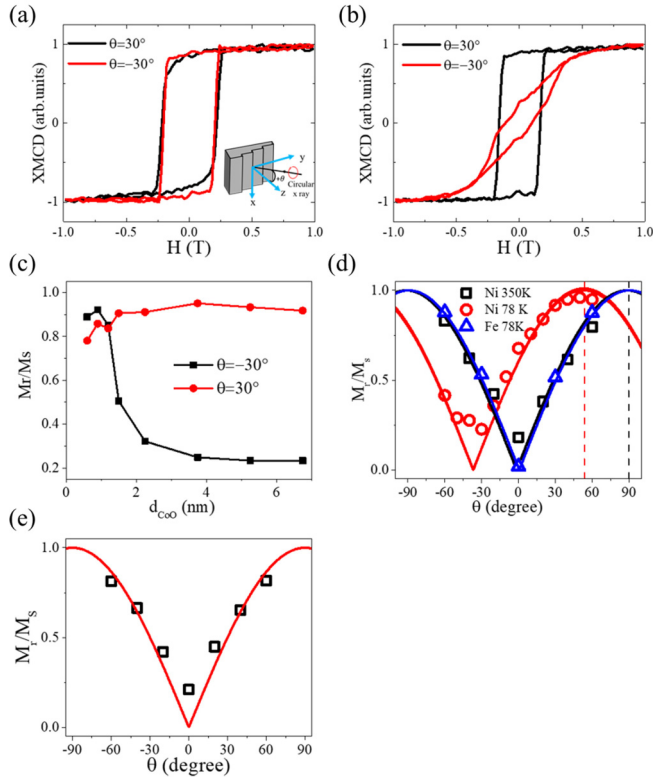 (a)
θ=30°
θ=−30°
XMCD (arb.units)
1
0
-1
-1.0 -0.5 0.0 0.5 1.0
H (T)
y
+θ
Circular
x ray
z
x
(b)
θ=30°
θ=−30°
XMCD (arb.units)
1
0
-1
-1.0 -0.5 0.0 0.5 1.0
H (T)
(c)
Mr/Ms
1.0
0.8
0.6
0.4
0.2
θ=−30°
θ=30°
0 2 4 6
dCoO (nm)
(d)
Ni 350K
Ni 78 K
Fe 78K
Mr/Ms
1.0
0.5
0.0
-90 -60 -30 0 30 60 90
θ (degree)
(e)
Mr/Ms
1.0
0.5
0.0
-90 -60 -30 0 30 60 90
θ (degree)